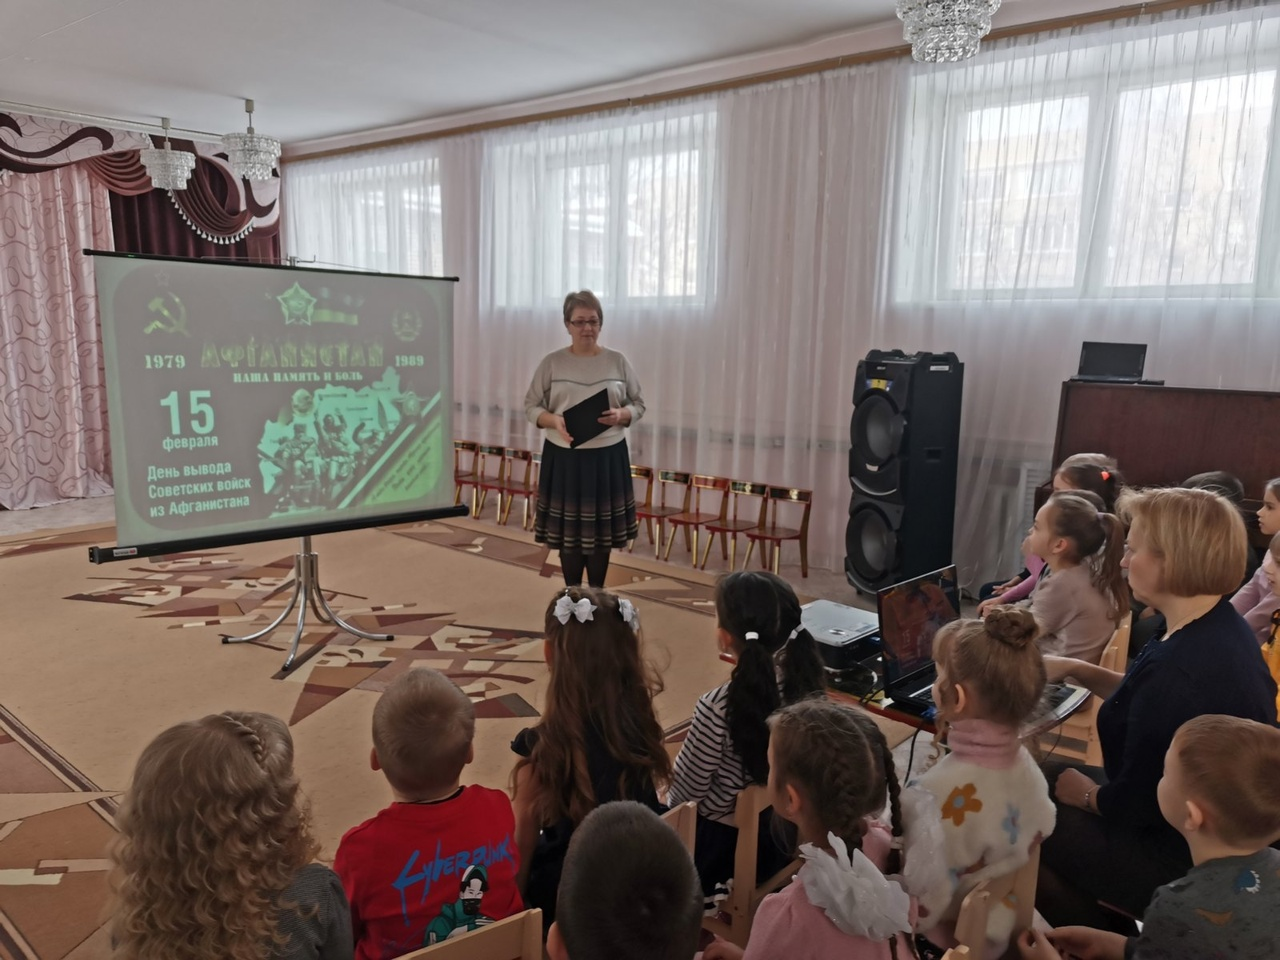 1979 АФГАНИСТАН 1989
НАША ПАМЯТЬ И БОЛЬ
15
февраля
День вывода
Советских войск
из Афганистана
CYBERPUNK